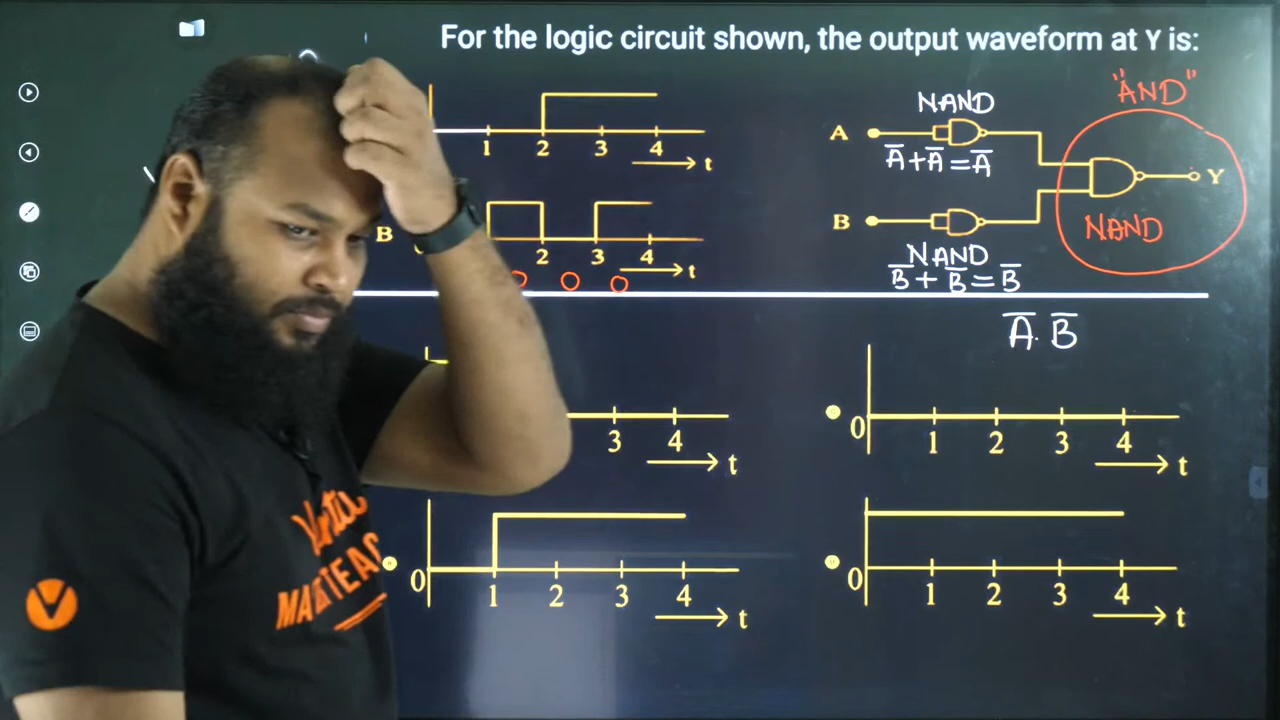 For the logic circuit shown, the output waveform at Y is:
1 2 3 4 t
B
2 3 4 t
0 0
"AND"
NAND
A
A̅+A̅=A̅
Y
B
NAND
NAND
B̅+B̅=B̅
A̅.B̅
3 4 t
0 1 2 3 4 t
0 1 2 3 4 t
0 1 2 3 4 t